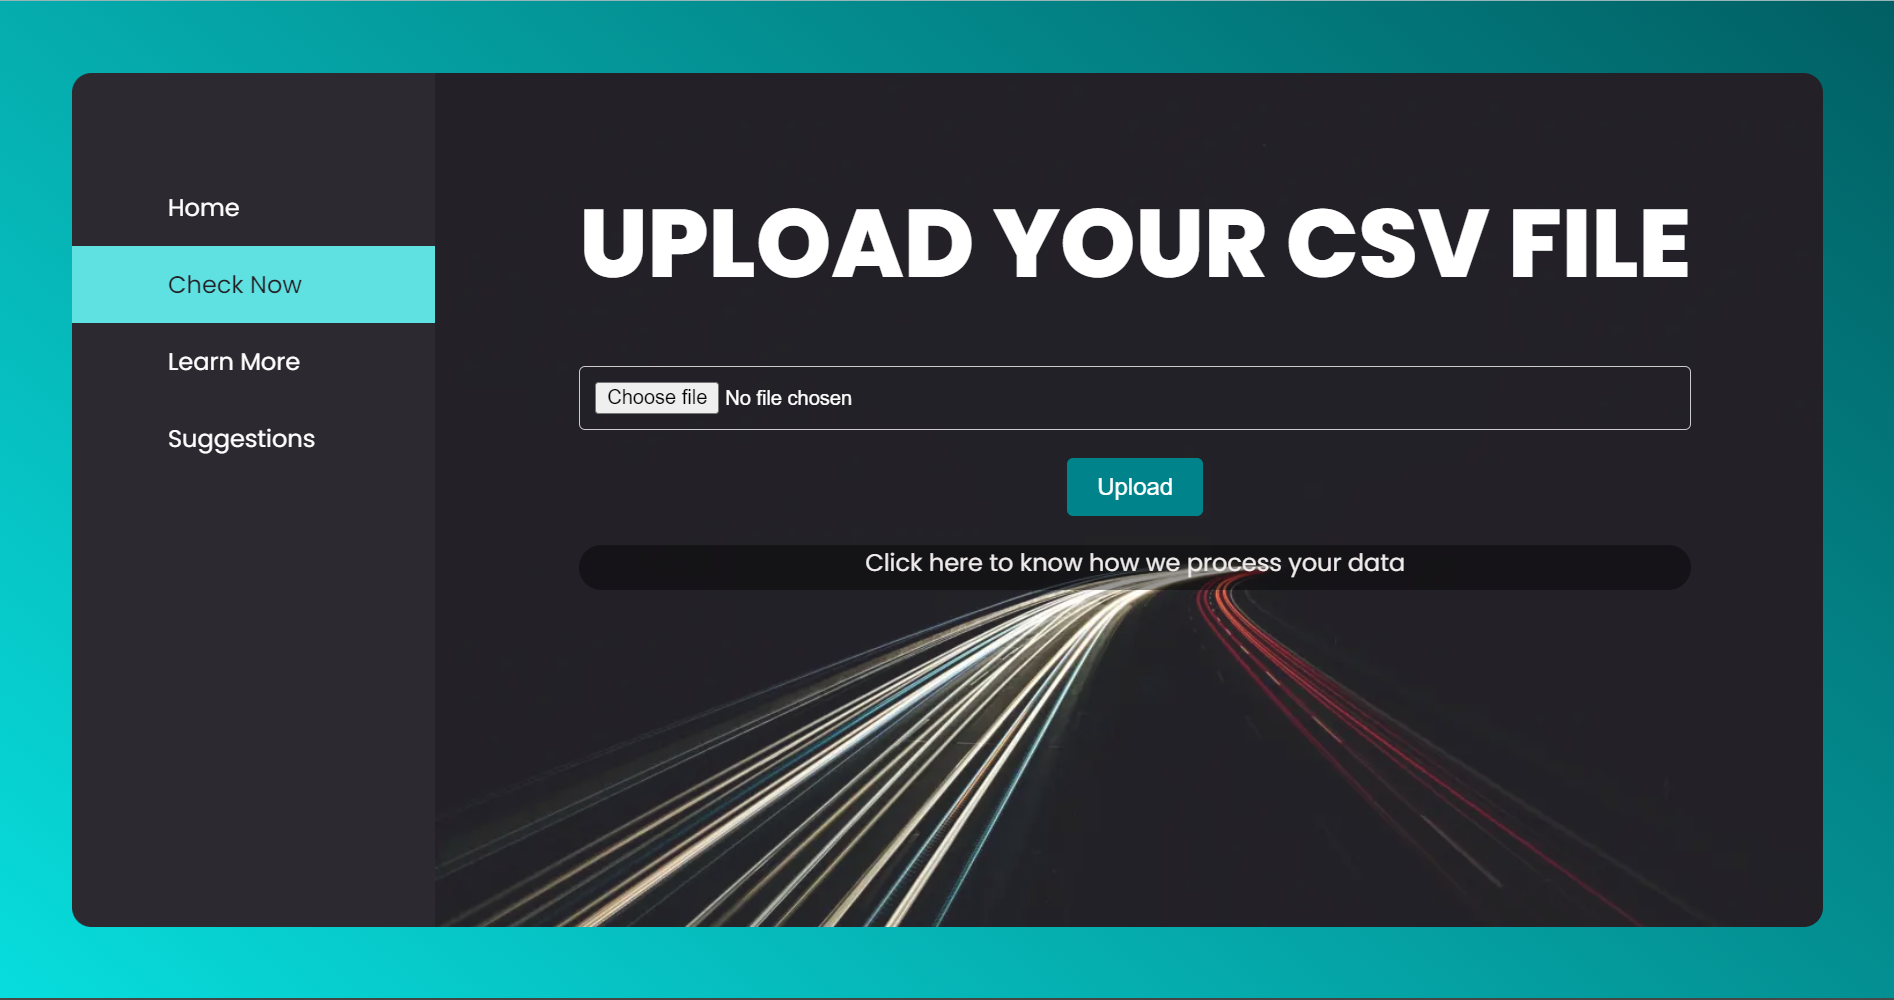 Home
Check Now
Learn More
Suggestions
UPLOAD YOUR CSV FILE
Choose file No file chosen
Upload
Click here to know how we process your data